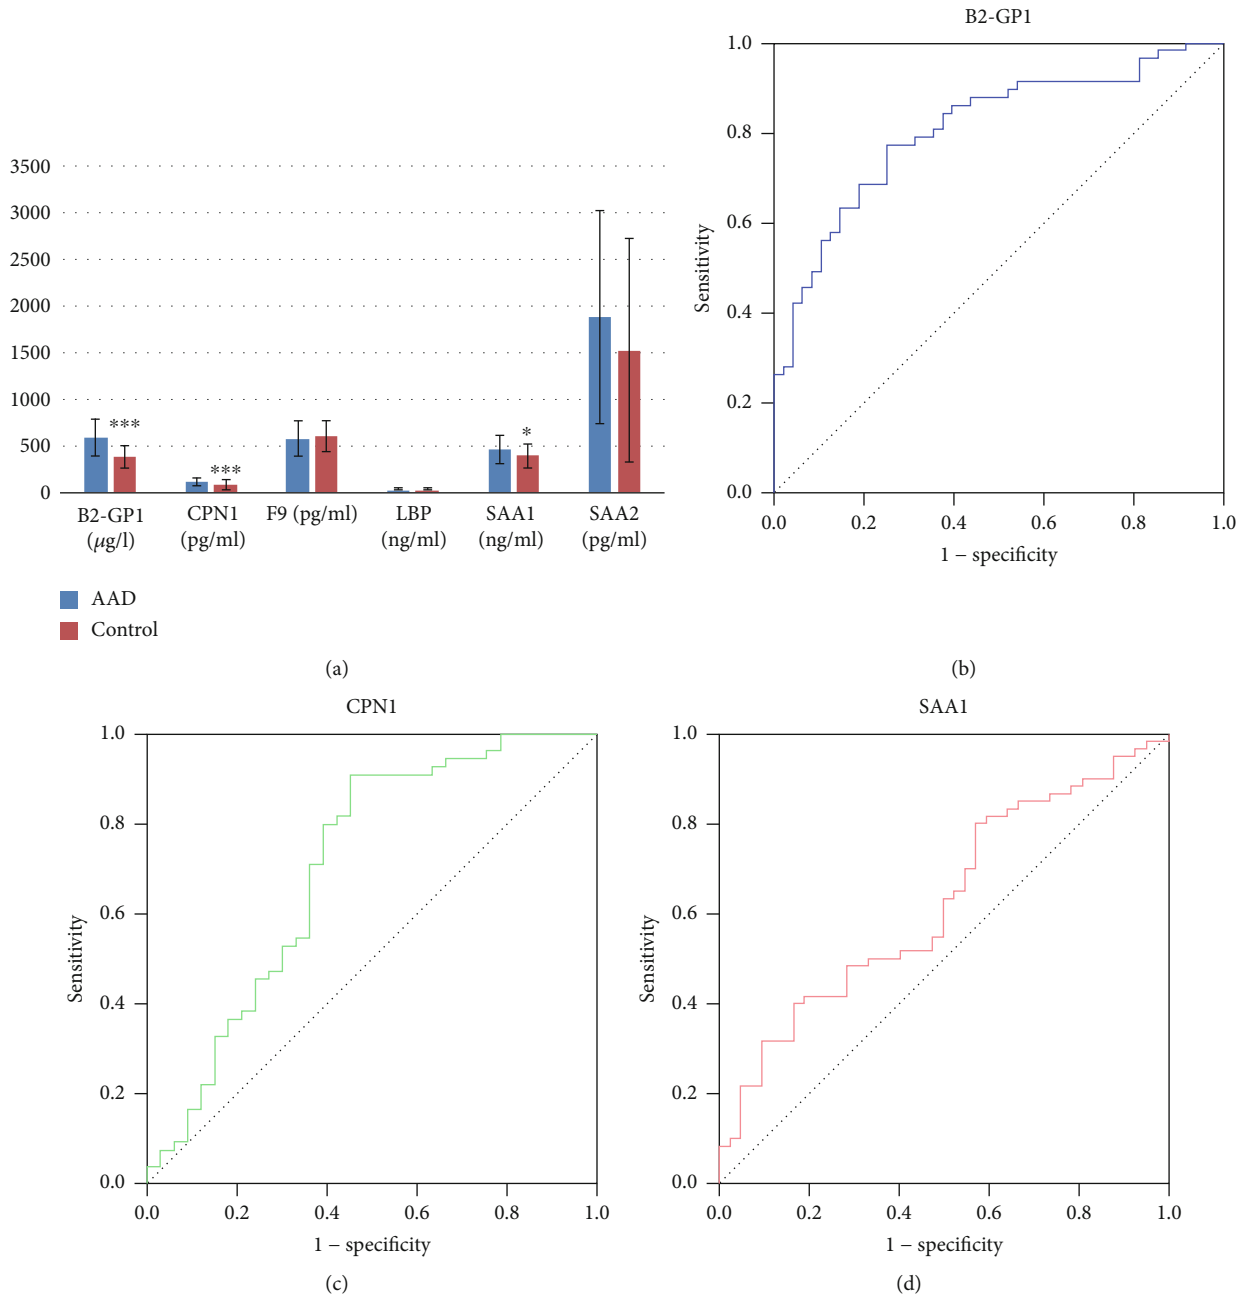 3500
3000
2500
2000
1500
1000
500
0
***
***
*
B2-GP1
(μg/l)
CPN1
(pg/ml)
F9 (pg/ml)
LBP
(ng/ml)
SAA1
(ng/ml)
SAA2
(pg/ml)
AAD
Control
(a)
B2-GP1
1.0
0.8
0.6
0.4
0.2
0.0
Sensitivity
0.0 0.2 0.4 0.6 0.8 1.0
1 − specificity
(b)
CPN1
1.0
0.8
0.6
0.4
0.2
0.0
Sensitivity
0.0 0.2 0.4 0.6 0.8 1.0
1 − specificity
(c)
SAA1
1.0
0.8
0.6
0.4
0.2
0.0
Sensitivity
0.0 0.2 0.4 0.6 0.8 1.0
1 − specificity
(d)